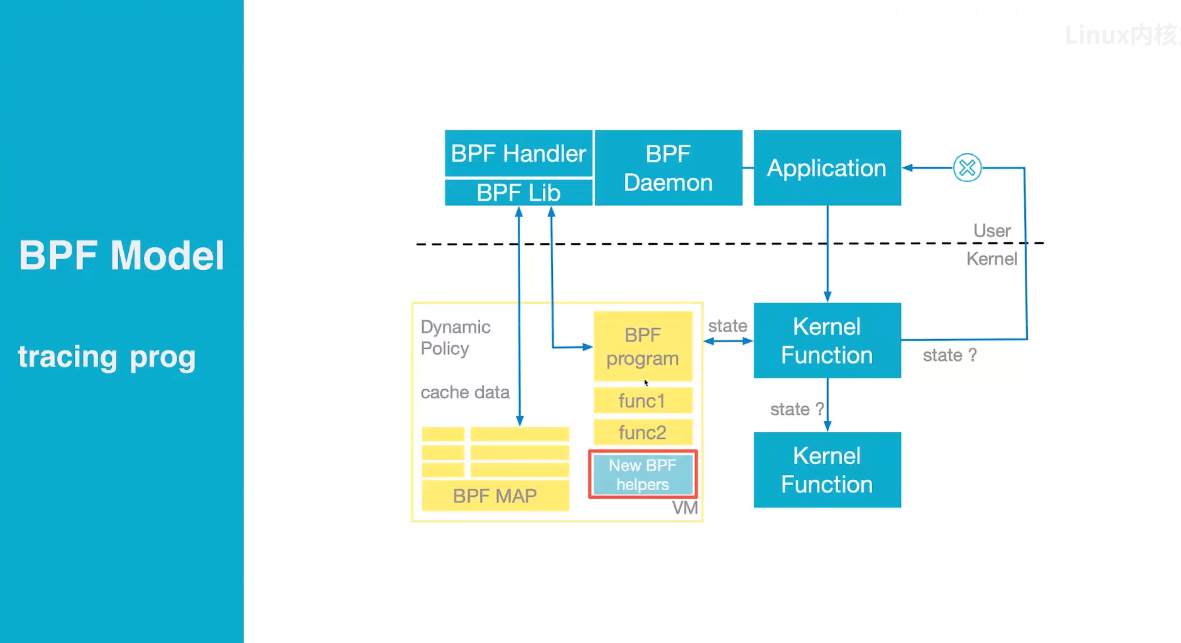 Linux内核
BPF Model
tracing prog
BPF Handler
BPF Lib
BPF
Daemon
Application
User
Kernel
Dynamic
Policy
cache data
BPF MAP
BPF
program
func1
func2
New BPF
helpers
VM
state
Kernel
Function
state ?
state ?
Kernel
Function